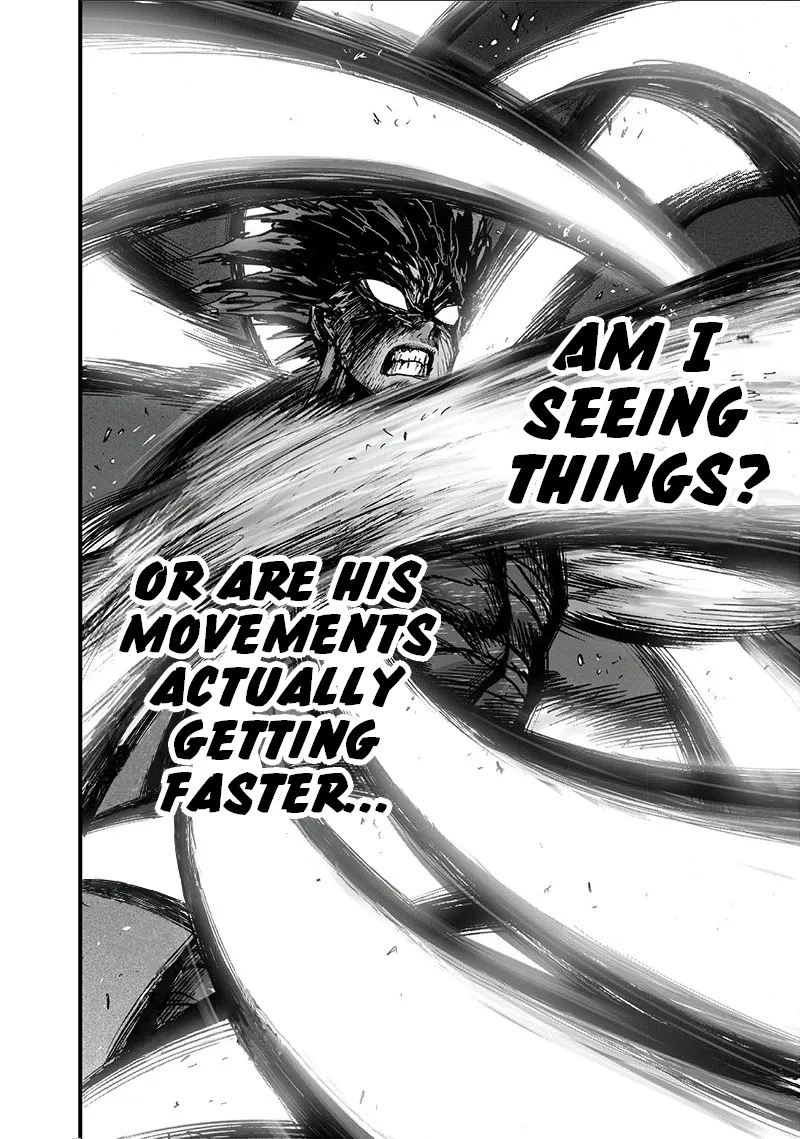 AM I
SEEING
THINGS?
OR ARE HIS
MOVEMENTS
ACTUALLY
GETTING
FASTER...